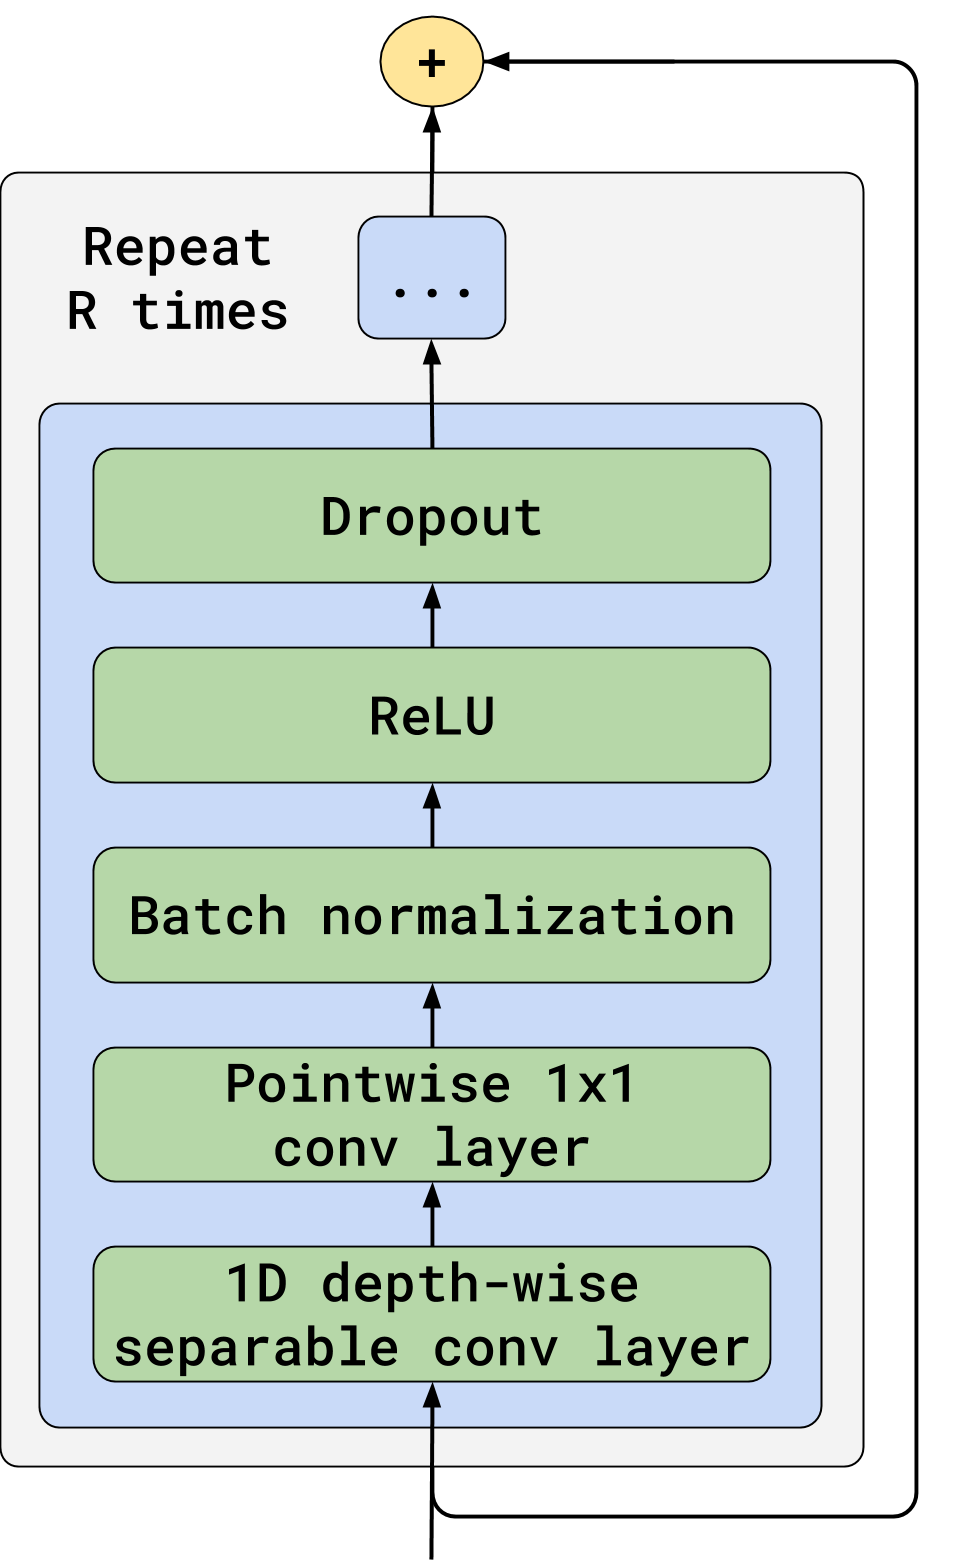 +
Repeat
R times
...
Dropout
ReLU
Batch normalization
Pointwise 1x1
conv layer
1D depth-wise
separable conv layer